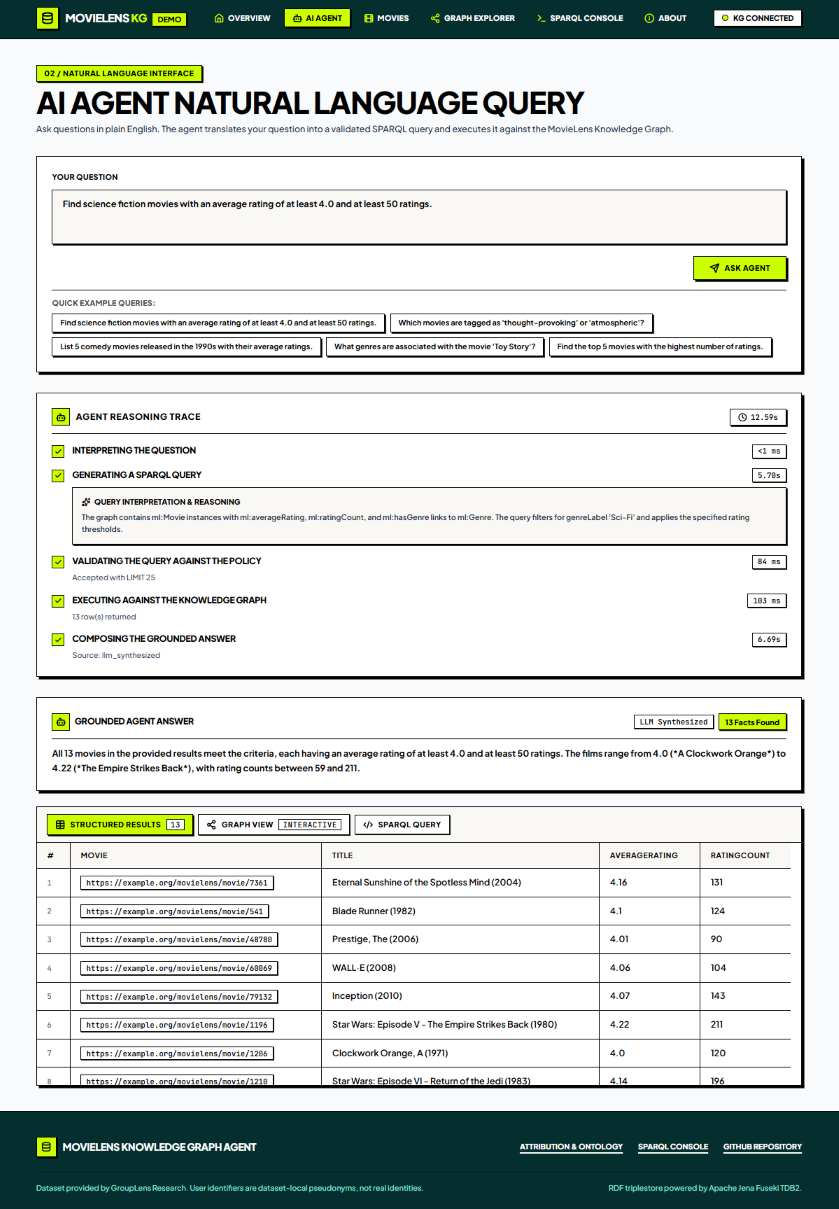 MOVIELENS KG DEMO
OVERVIEW
AI AGENT
MOVIES
GRAPH EXPLORER
SPARQL CONSOLE
ABOUT
KG CONNECTED
02 / NATURAL LANGUAGE INTERFACE
AI AGENT NATURAL LANGUAGE QUERY
Ask questions in plain English. The agent translates your question into a validated SPARQL query and executes it against the MovieLens Knowledge Graph.
YOUR QUESTION
Find science fiction movies with an average rating of at least 4.0 and at least 50 ratings.
ASK AGENT
QUICK EXAMPLE QUERIES:
Find science fiction movies with an average rating of at least 4.0 and at least 50 ratings.
Which movies are tagged as 'thought-provoking' or 'atmospheric'?
List 5 comedy movies released in the 1990s with their average ratings.
What genres are associated with the movie 'Toy Story'?
Find the top 5 movies with the highest number of ratings.
AGENT REASONING TRACE
12.59s
INTERPRETING THE QUESTION
<1 ms
GENERATING A SPARQL QUERY
5.70s
QUERY INTERPRETATION & REASONING
The graph contains ml:Movie instances with ml:averageRating, ml:ratingCount, and ml:hasGenre links to ml:Genre. The query filters for genreLabel 'Sci-Fi' and applies the specified rating
thresholds.
VALIDATING THE QUERY AGAINST THE POLICY
84 ms
Accepted with LIMIT 25
EXECUTING AGAINST THE KNOWLEDGE GRAPH
103 ms
13 row(s) returned
COMPOSING THE GROUNDED ANSWER
6.69s
Source: llm_synthesized
GROUNDED AGENT ANSWER
LLM Synthesized
13 Facts Found
All 13 movies in the provided results meet the criteria, each having an average rating of at least 4.0 and at least 50 ratings. The films range from 4.0 (*A Clockwork Orange*) to
4.22 (*The Empire Strikes Back*), with rating counts between 59 and 211.
STRUCTURED RESULTS 13
GRAPH VIEW INTERACTIVE
SPARQL QUERY
# MOVIE TITLE AVERAGERATING RATINGCOUNT
1 https://example.org/movielens/movie/7361 Eternal Sunshine of the Spotless Mind (2004) 4.16 131
2 https://example.org/movielens/movie/541 Blade Runner (1982) 4.1 124
3 https://example.org/movielens/movie/48780 Prestige, The (2006) 4.01 90
4 https://example.org/movielens/movie/60069 WALL·E (2008) 4.06 104
5 https://example.org/movielens/movie/79132 Inception (2010) 4.07 143
6 https://example.org/movielens/movie/1196 Star Wars: Episode V - The Empire Strikes Back (1980) 4.22 211
7 https://example.org/movielens/movie/1206 Clockwork Orange, A (1971) 4.0 120
8 https://example.org/movielens/movie/1210 Star Wars: Episode VI - Return of the Jedi (1983) 4.14 196
MOVIELENS KNOWLEDGE GRAPH AGENT
ATTRIBUTION & ONTOLOGY
SPARQL CONSOLE
GITHUB REPOSITORY
Dataset provided by GroupLens Research. User identifiers are dataset-local pseudonyms, not real identities.
RDF triplestore powered by Apache Jena Fuseki TDB2.